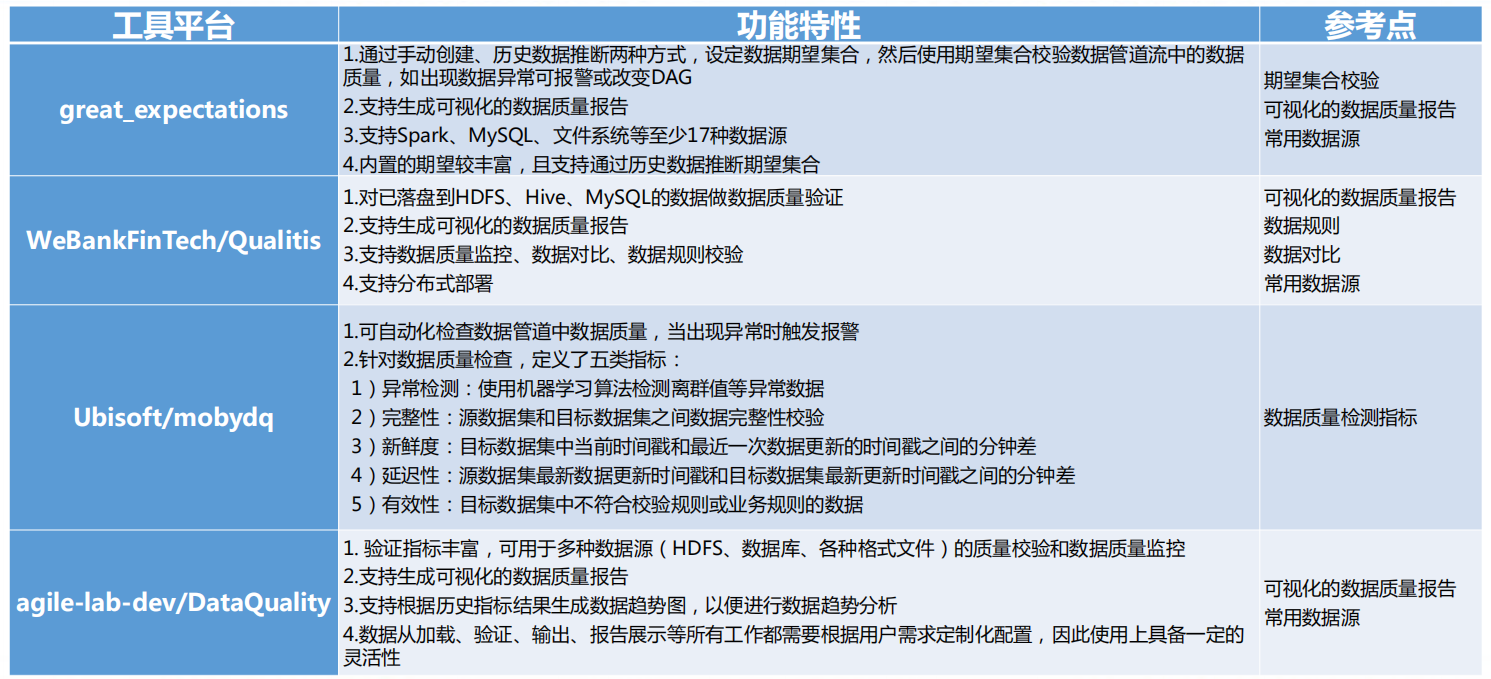 工具平台
功能特性
参考点
great_expectations
1.通过手动创建、历史数据推断两种方式，设定数据期望集合，然后使用期望集合校验数据管道流中的数据
质量，如出现数据异常可报警或改变DAG
2.支持生成可视化的数据质量报告
3.支持Spark、MySQL、文件系统等至少17种数据源
4.内置的期望较丰富，且支持通过历史数据推断期望集合
期望集合校验
可视化的数据质量报告
常用数据源
WeBankFinTech/Qualitis
1.对已落盘到HDFS、Hive、MySQL的数据做数据质量验证
2.支持生成可视化的数据质量报告
3.支持数据质量监控、数据对比、数据规则校验
4.支持分布式部署
可视化的数据质量报告
数据规则
数据对比
常用数据源
Ubisoft/mobydq
1.可自动化检查数据管道中数据质量，当出现异常时触发报警
2.针对数据质量检查，定义了五类指标：
1）异常检测：使用机器学习算法检测离群值等异常数据
2）完整性：源数据集和目标数据集之间数据完整性校验
3）新鲜度：目标数据集中当前时间戳和最近一次数据更新的时间戳之间的分钟差
4）延迟性：源数据集最新数据更新时间戳和目标数据集最新更新时间戳之间的分钟差
5）有效性：目标数据集中不符合校验规则或业务规则的数据
数据质量检测指标
agile-lab-dev/DataQuality
1. 验证指标丰富，可用于多种数据源（HDFS、数据库、各种格式文件）的质量校验和数据质量监控
2.支持生成可视化的数据质量报告
3.支持根据历史指标结果生成数据趋势图，以便进行数据趋势分析
4.数据从加载、验证、输出、报告展示等所有工作都需要根据用户需求定制化配置，因此使用上具备一定的
灵活性
可视化的数据质量报告
常用数据源